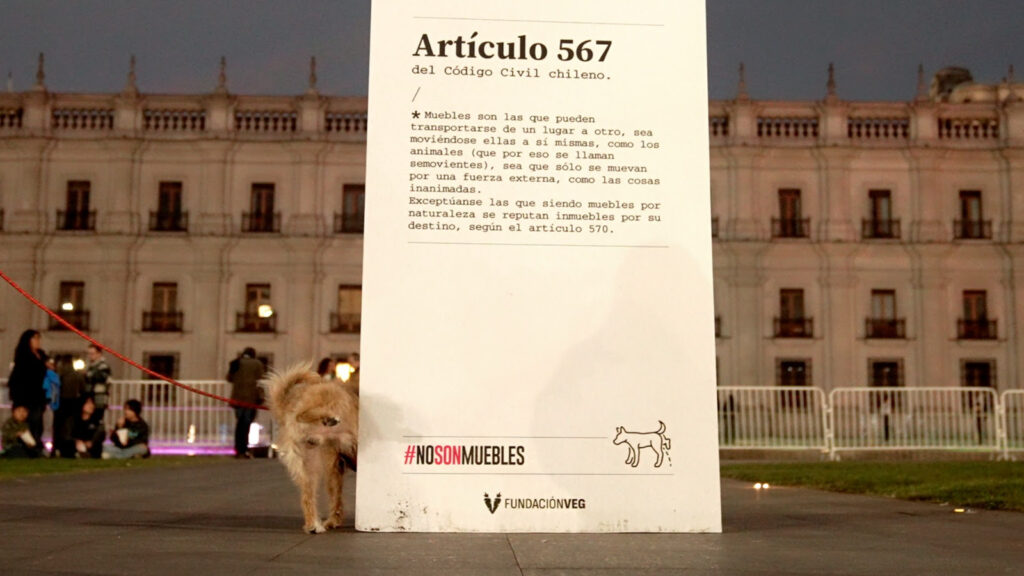 Artículo 567
del Código Civil chileno.
/
* Muebles son las que pueden
transportarse de un lugar a otro, sea
moviéndose ellas a sí mismas, como los
animales (que por eso se llaman
semovientes), sea que sólo se muevan
por una fuerza externa, como las cosas
inanimadas.
Exceptúanse las que siendo muebles por
naturaleza se reputan inmuebles por su
destino, según el artículo 570.
#NOSONMUEBLES
FUNDACIÓNVEG